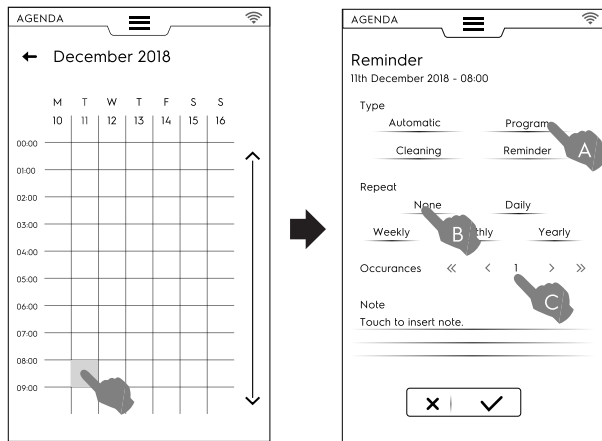 AGENDA
December 2018
M T W T F S S
10 11 12 13 14 15 16
00:00
01:00
02:00
03:00
04:00
05:00
06:00
07:00
08:00
09:00
AGENDA
Reminder
11th December 2018 - 08:00
Type
Automatic Program
A
Cleaning Reminder
Repeat
None Daily
B
Weekly thly Yearly
Occurances << < 1 > >>
C
Note
Touch to insert note.